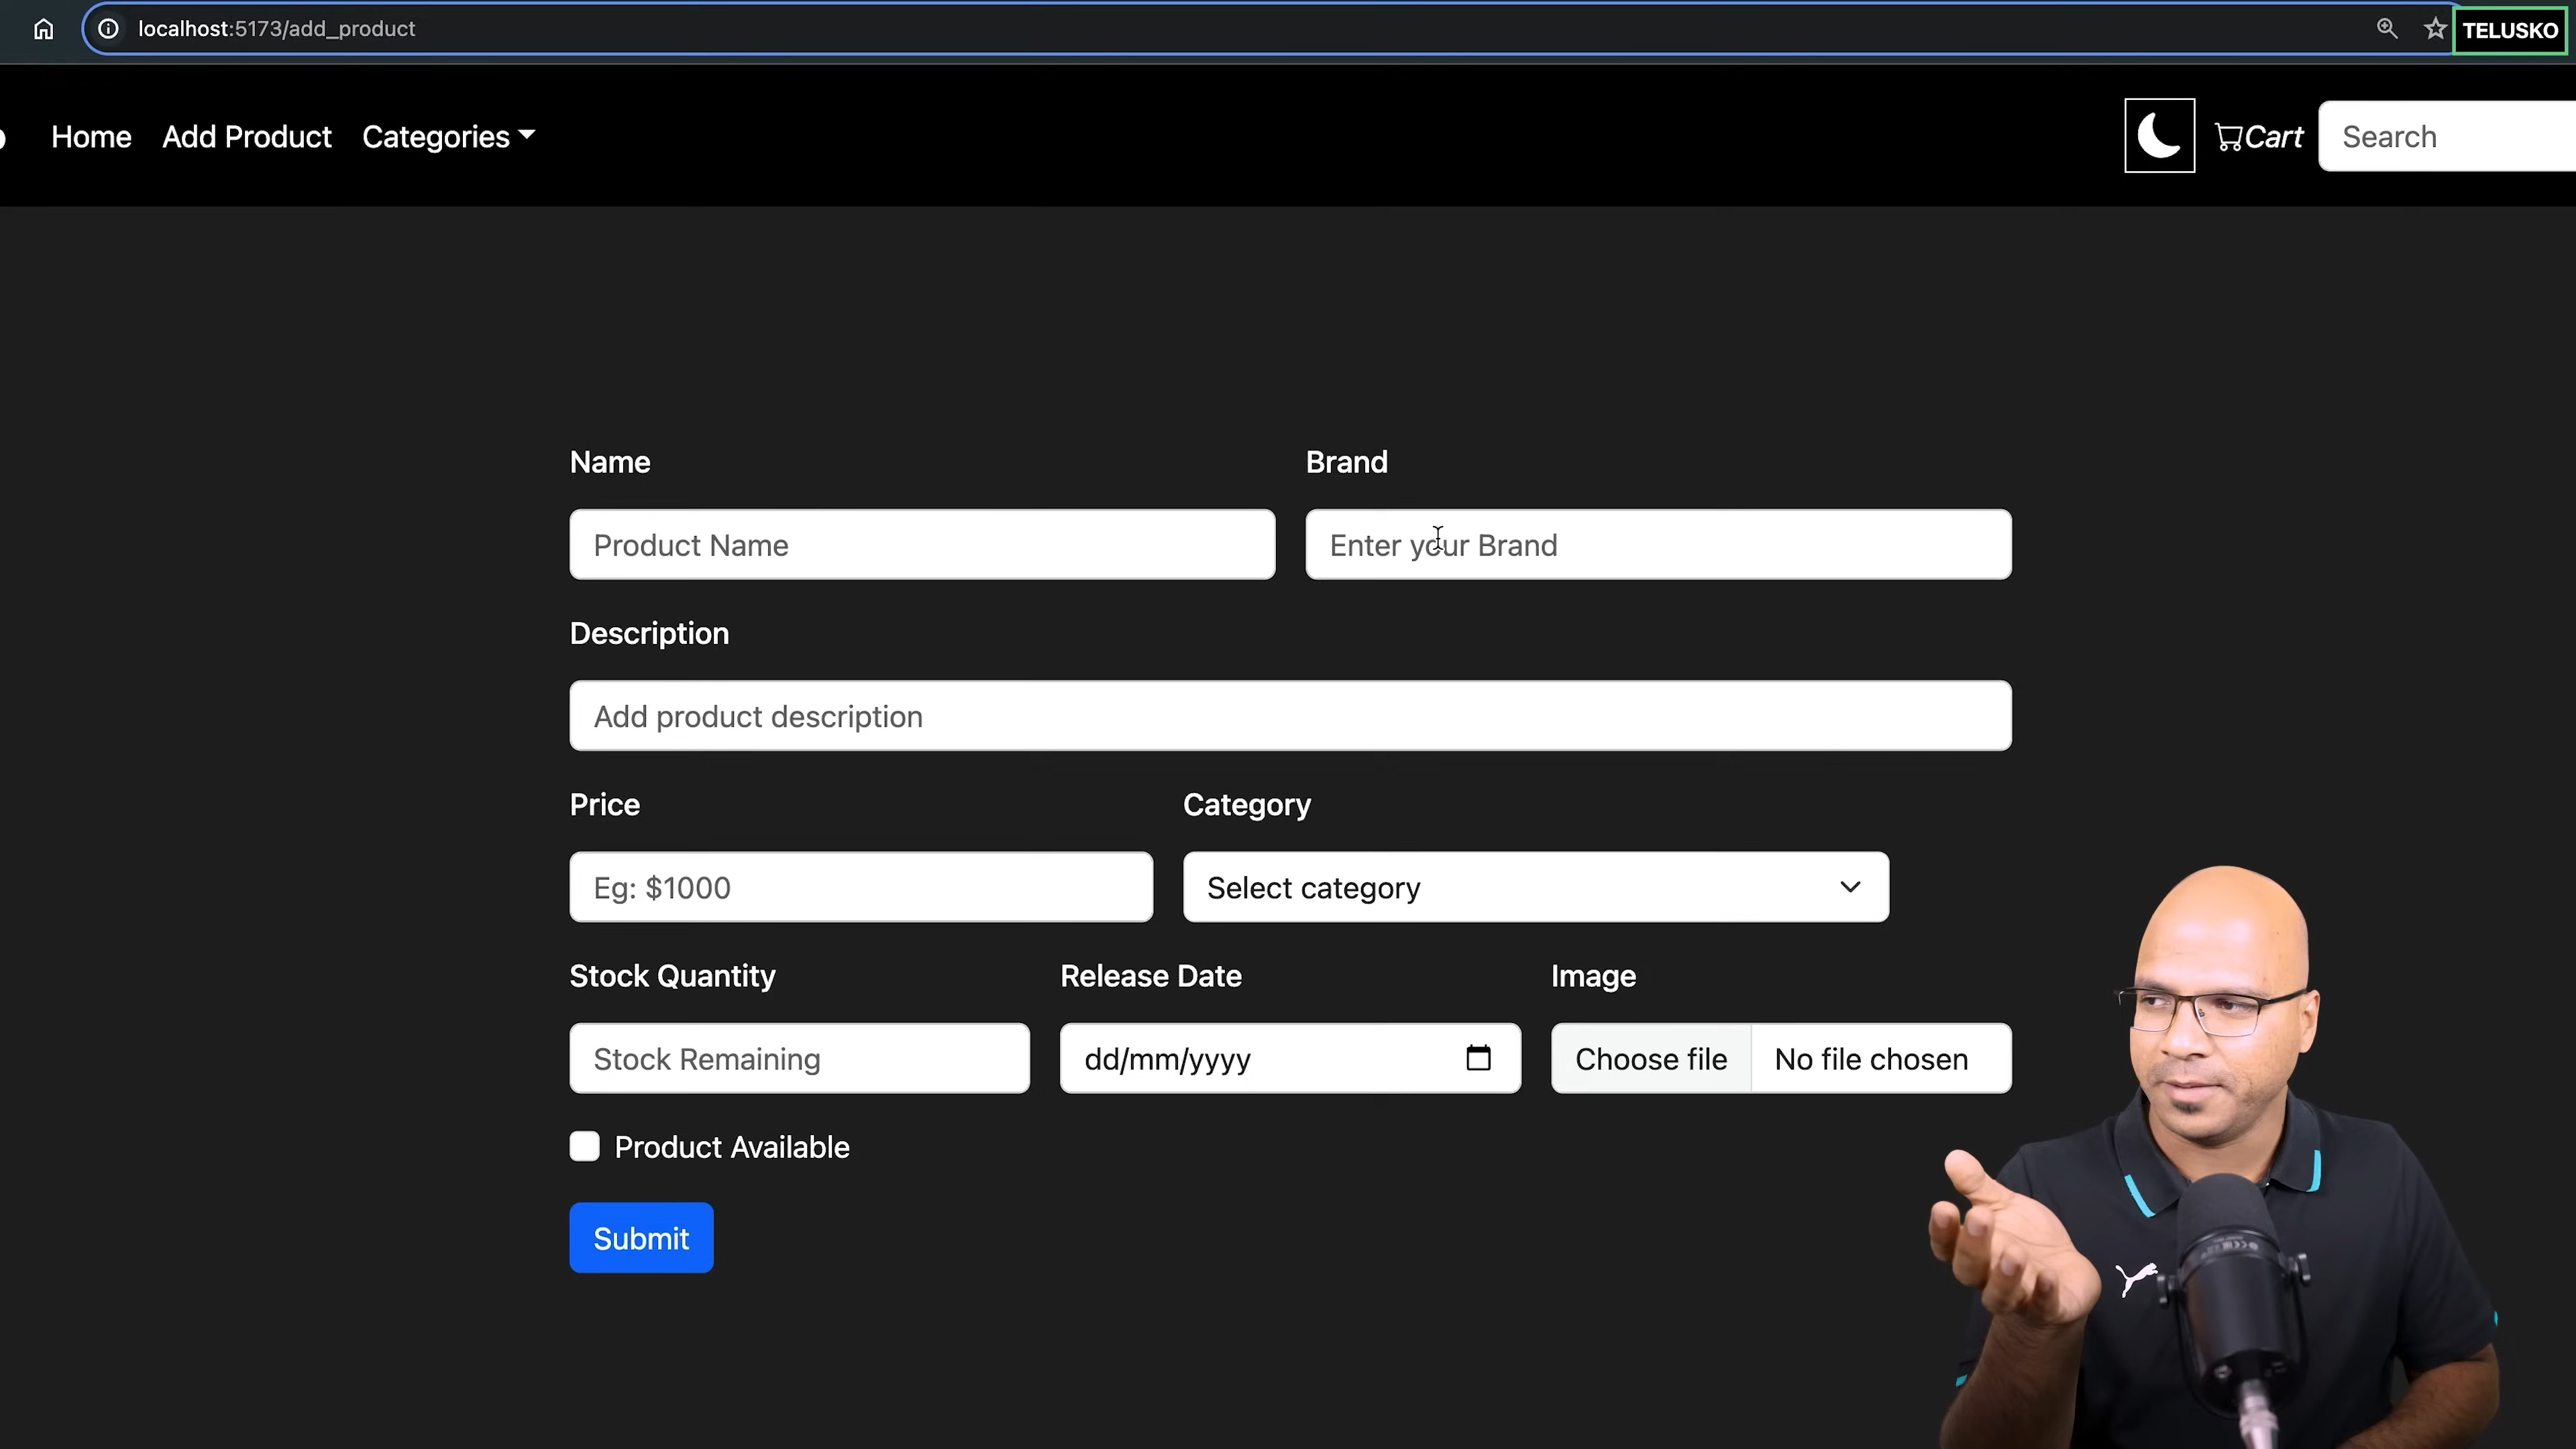 localhost:5173/add_product
TELUSKO
Home Add Product Categories Cart Search
Name Brand
Product Name Enter your Brand
Description
Add product description
Price Category
Eg: $1000 Select category
Stock Quantity Release Date Image
Stock Remaining dd/mm/yyyy Choose file No file chosen
Product Available
Submit